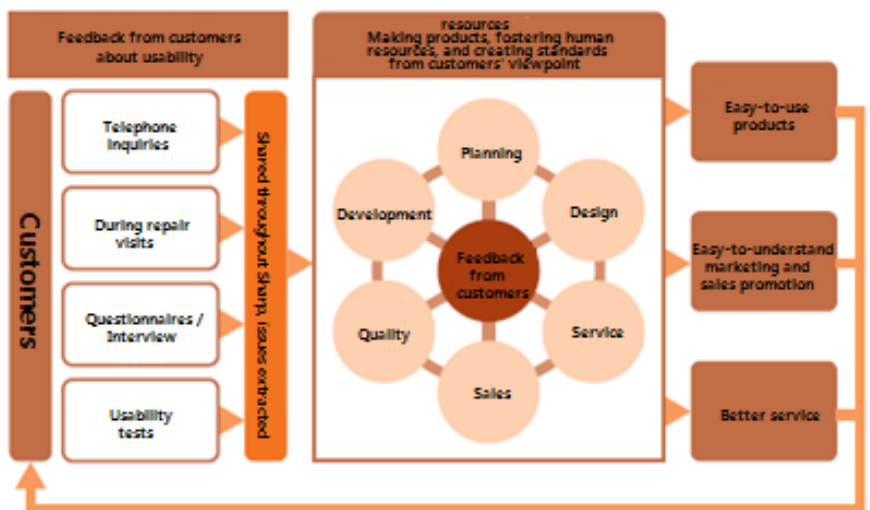 Feedback from customers
about usability
resources
Making products, fostering human
resources, and creating standards
from customers' viewpoint
Customers
Telephone
inquiries
During repair
visits
Questionnaires /
Interview
Usability
tests
Shared throughout Sharp, issues extracted
Planning
Development
Design
Feedback
from
customers
Quality
Service
Sales
Easy-to-use
products
Easy-to-understand
marketing and
sales promotion
Better service